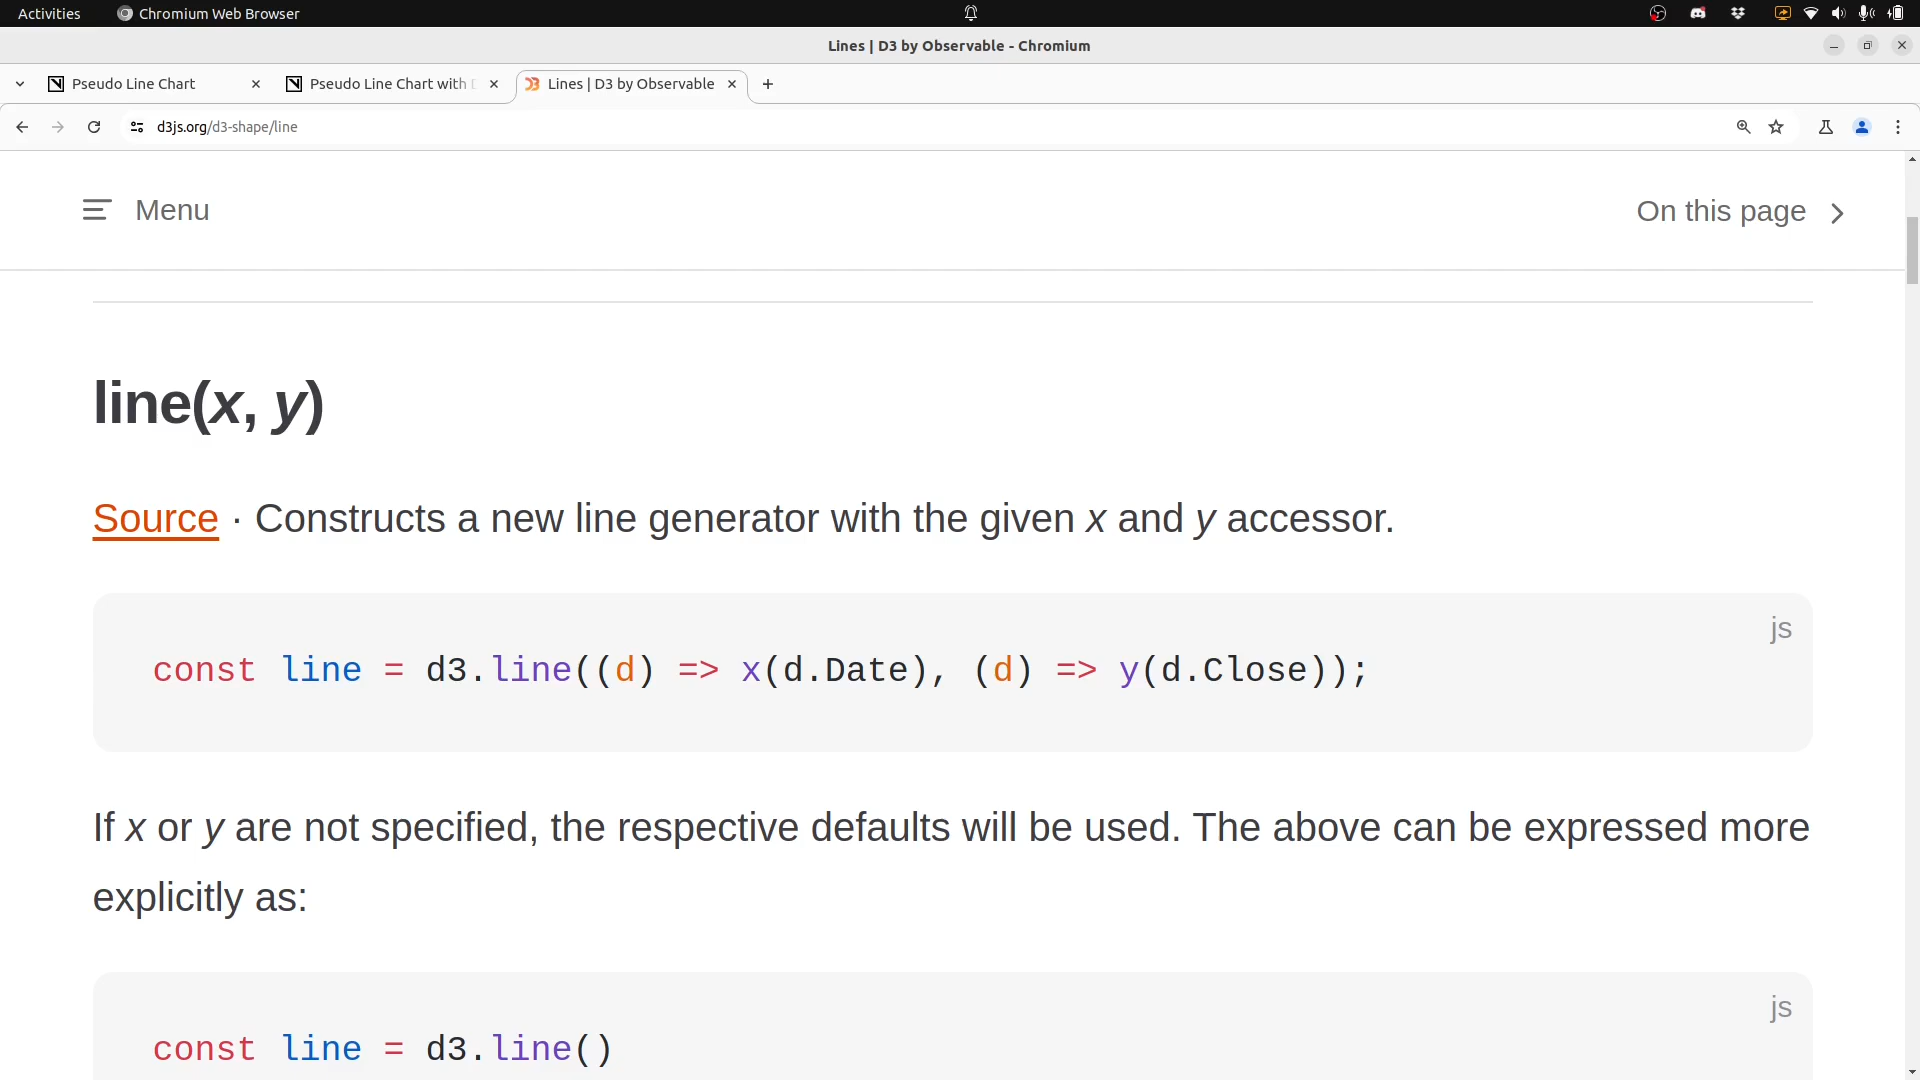 Activities
Chromium Web Browser
Lines | D3 by Observable - Chromium
Pseudo Line Chart
Pseudo Line Chart with
Lines | D3 by Observable
d3js.org/d3-shape/line
Menu
On this page
line(x, y)
Source · Constructs a new line generator with the given x and y accessor.
js
const line = d3.line((d) => x(d.Date), (d) => y(d.Close));
If x or y are not specified, the respective defaults will be used. The above can be expressed more
explicitly as:
js
const line = d3.line()